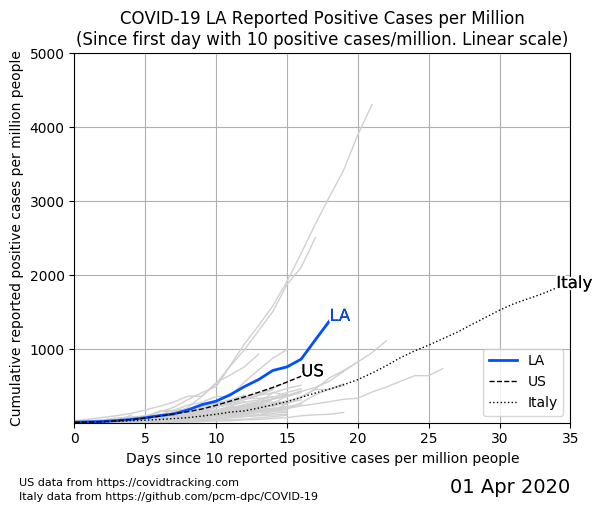 COVID-19 LA Reported Positive Cases per Million
(Since first day with 10 positive cases/million. Linear scale)
Cumulative reported positive cases per million people
5000
4000
3000
2000
1000
LA
US
Italy
LA
US
Italy
0
5
10
15
20
25
30
35
Days since 10 reported positive cases per million people
US data from https://covidtracking.com
Italy data from https://github.com/pcm-dpc/COVID-19
01 Apr 2020